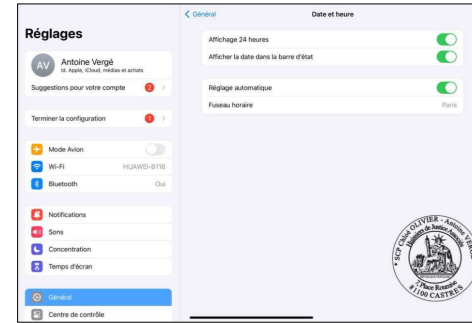 Réglages
AV
Antoine Vergé
Id. Apple, iCloud, médias et achats
Suggestions pour votre compte
2
Terminer la configuration
1
Mode Avion
Wi-Fi
HUAWEI-B116
Bluetooth
Oui
Notifications
Sons
Concentration
Temps d'écran
Général
Centre de contrôle
Général
Date et heure
Affichage 24 heures
Afficher la date dans la barre d'état
Réglage automatique
Fuseau horaire
Paris
SCP Chloé OLIVIER - Antoine VERGÉ
Huissiers de Justice Associés
7 Place Roumive
81100 CASTRES